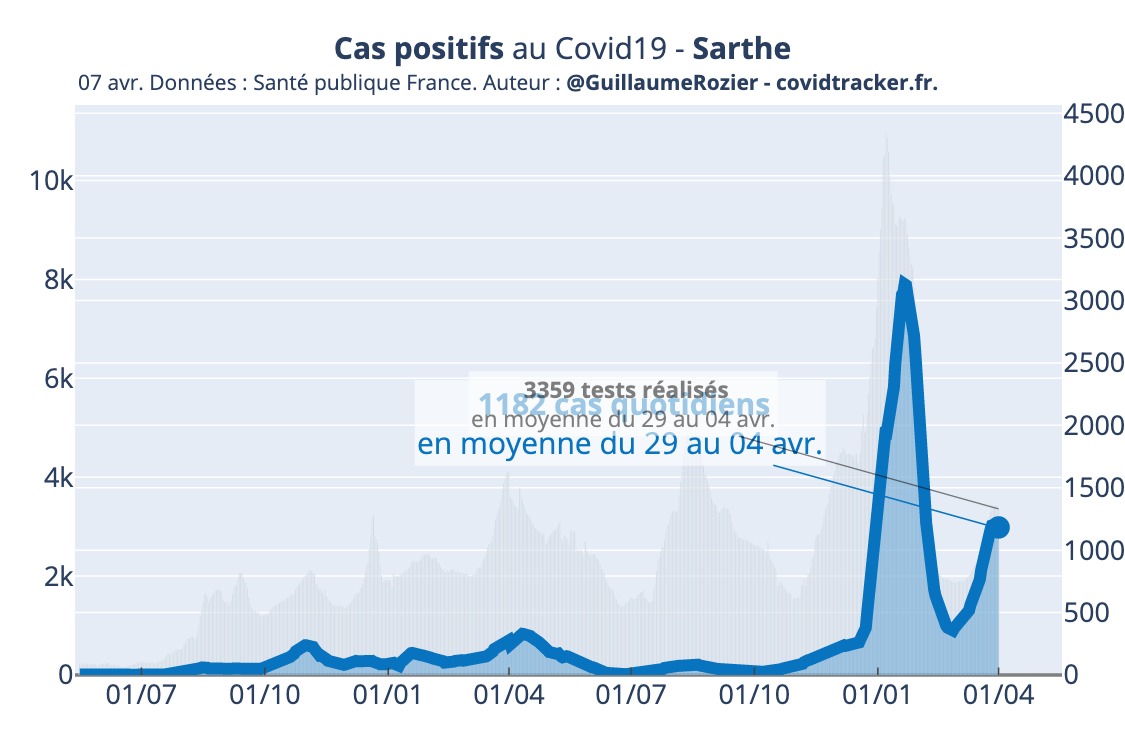 Cas positifs au Covid19 - Sarthe
07 avr. Données : Santé publique France. Auteur : @GuillaumeRozier - covidtracker.fr.
4500
10k
4000
3500
8k
3000
2500
6k
3359 tests réalisés
1182 cas quotidiens
en moyenne du 29 au 04 avr.
en moyenne du 29 au 04 avr.
2000
4k
1500
1000
2k
500
0
0
01/07 01/10 01/01 01/04 01/07 01/10 01/01 01/04